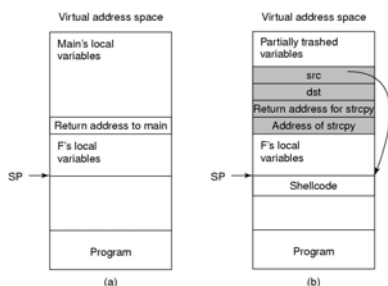 Virtual address space
Main's local
variables
Return address to main
F's local
variables
SP
Program
(a)
Virtual address space
Partially trashed
variables
src
dst
Return address for strcpy
Address of strcpy
F's local
variables
SP
Shellcode
Program
(b)